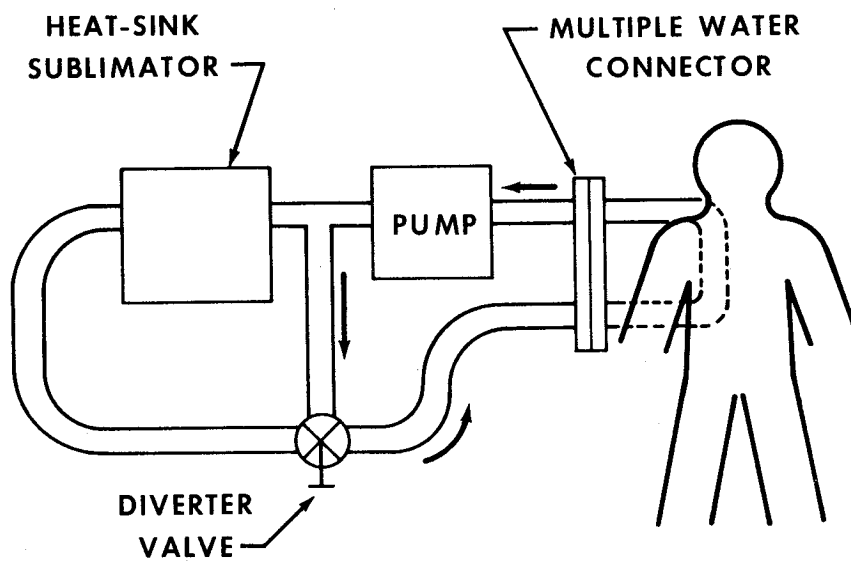 HEAT-SINK
SUBLIMATOR
MULTIPLE WATER
CONNECTOR
PUMP
DIVERTER
VALVE